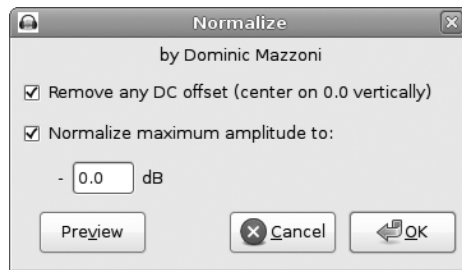 Normalize
by Dominic Mazzoni
Remove any DC offset (center on 0.0 vertically)
Normalize maximum amplitude to:
- 0.0 dB
Preview Cancel OK